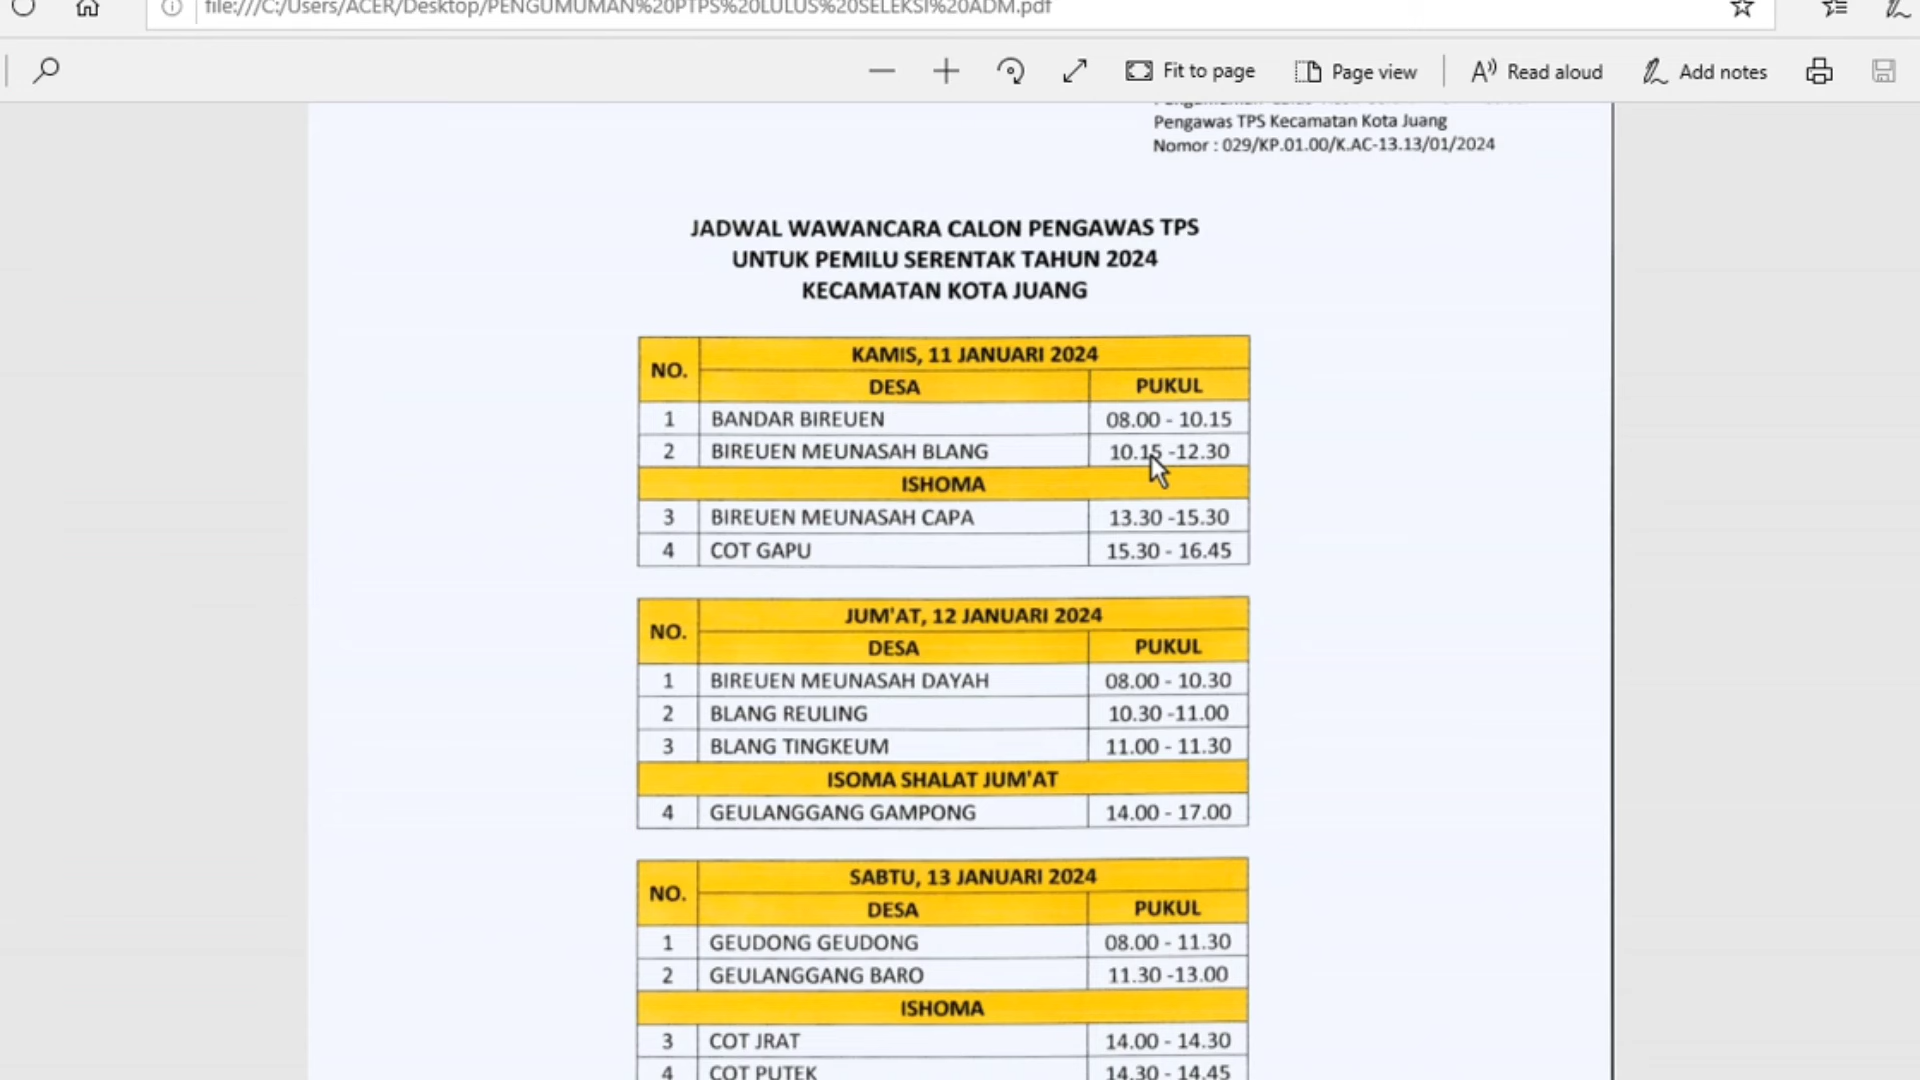 file:///C:/Users/ACER/Desktop/PENGUMUMAN%20PTPS%20LULUS%20SELEKSI%20ADM.pdf
Fit to page
Page view
Read aloud
Add notes
Pengawas TPS Kecamatan Kota Juang
Nomor : 029/KP.01.00/K.AC-13.13/01/2024
JADWAL WAWANCARA CALON PENGAWAS TPS
UNTUK PEMILU SERENTAK TAHUN 2024
KECAMATAN KOTA JUANG
NO. KAMIS, 11 JANUARI 2024
DESA PUKUL
1 BANDAR BIREUEN 08.00 - 10.15
2 BIREUEN MEUNASAH BLANG 10.15 -12.30
ISHOMA
3 BIREUEN MEUNASAH CAPA 13.30 -15.30
4 COT GAPU 15.30 - 16.45
NO. JUM'AT, 12 JANUARI 2024
DESA PUKUL
1 BIREUEN MEUNASAH DAYAH 08.00 - 10.30
2 BLANG REULING 10.30 -11.00
3 BLANG TINGKEUM 11.00 - 11.30
ISOMA SHALAT JUM'AT
4 GEULANGGANG GAMPONG 14.00 - 17.00
NO. SABTU, 13 JANUARI 2024
DESA PUKUL
1 GEUDONG GEUDONG 08.00 - 11.30
2 GEULANGGANG BARO 11.30 -13.00
ISHOMA
3 COT JRAT 14.00 - 14.30
4 COT PUTEK 14.30 - 14.45